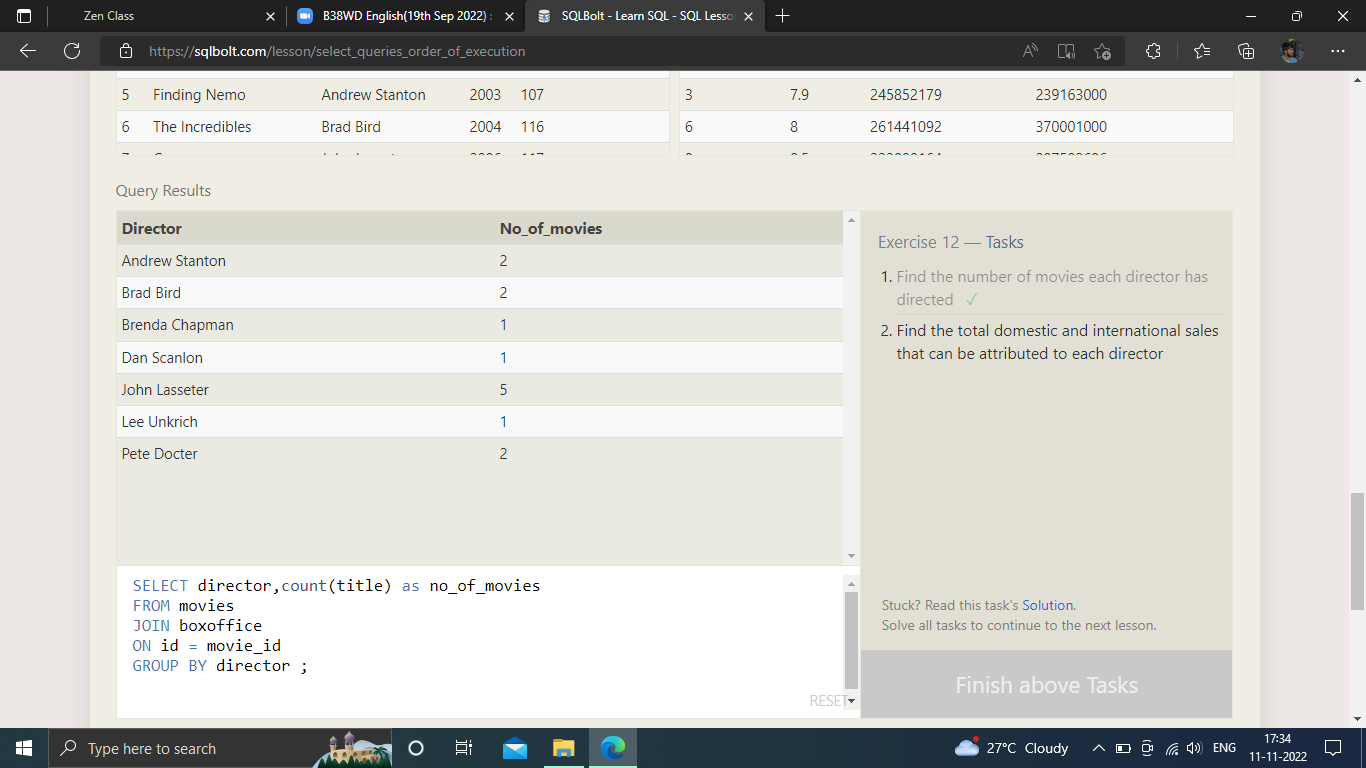 Zen Class
B38WD English(19th Sep 2022) :
SQLBolt - Learn SQL - SQL Lesso
https://sqlbolt.com/lesson/select_queries_order_of_execution
5 Finding Nemo Andrew Stanton 2003 107
3 7.9 245852179 239163000
6 The Incredibles Brad Bird 2004 116
6 8 261441092 370001000
Query Results
Director No_of_movies
Andrew Stanton 2
Brad Bird 2
Brenda Chapman 1
Dan Scanlon 1
John Lasseter 5
Lee Unkrich 1
Pete Docter 2
Exercise 12 — Tasks
1. Find the number of movies each director has
directed ✓
2. Find the total domestic and international sales
that can be attributed to each director
SELECT director,count(title) as no_of_movies
FROM movies
JOIN boxoffice
ON id = movie_id
GROUP BY director ;
RESET
Stuck? Read this task's Solution.
Solve all tasks to continue to the next lesson.
Finish above Tasks
Type here to search
27°C Cloudy
ENG
17:34
11-11-2022